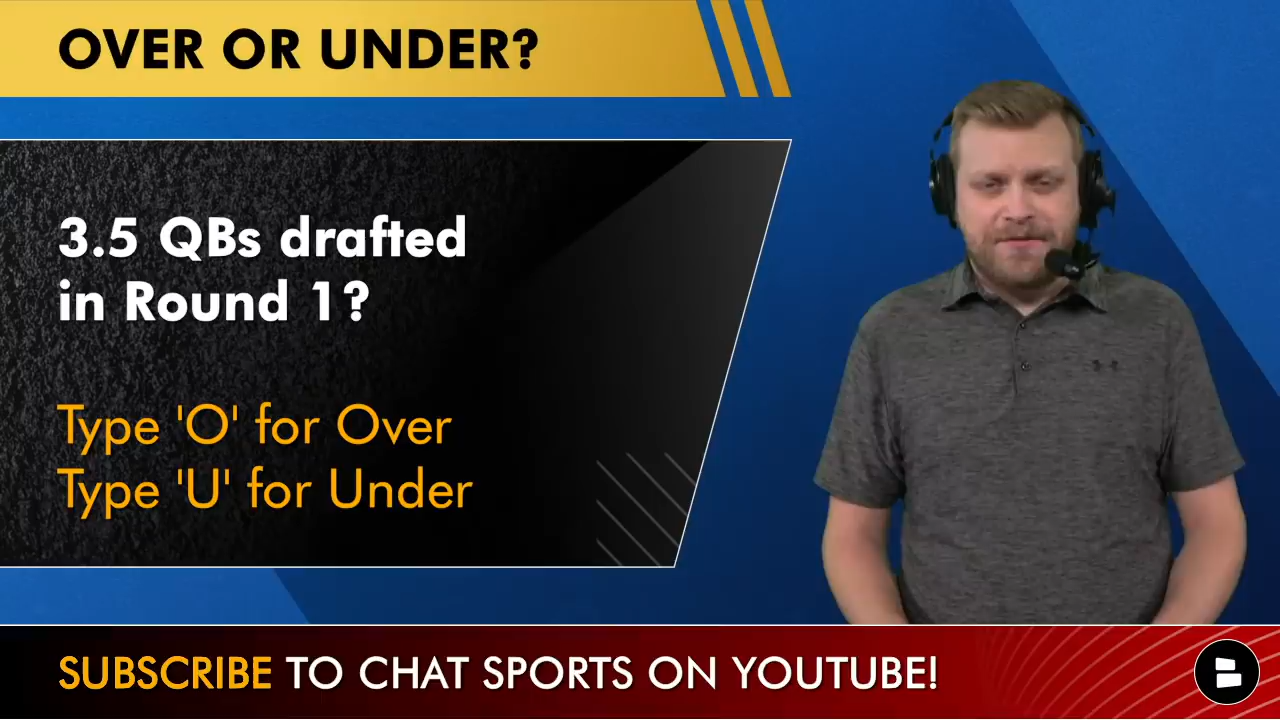 OVER OR UNDER?
3.5 QBs drafted
in Round 1?
Type 'O' for Over
Type 'U' for Under
SUBSCRIBE TO CHAT SPORTS ON YOUTUBE!